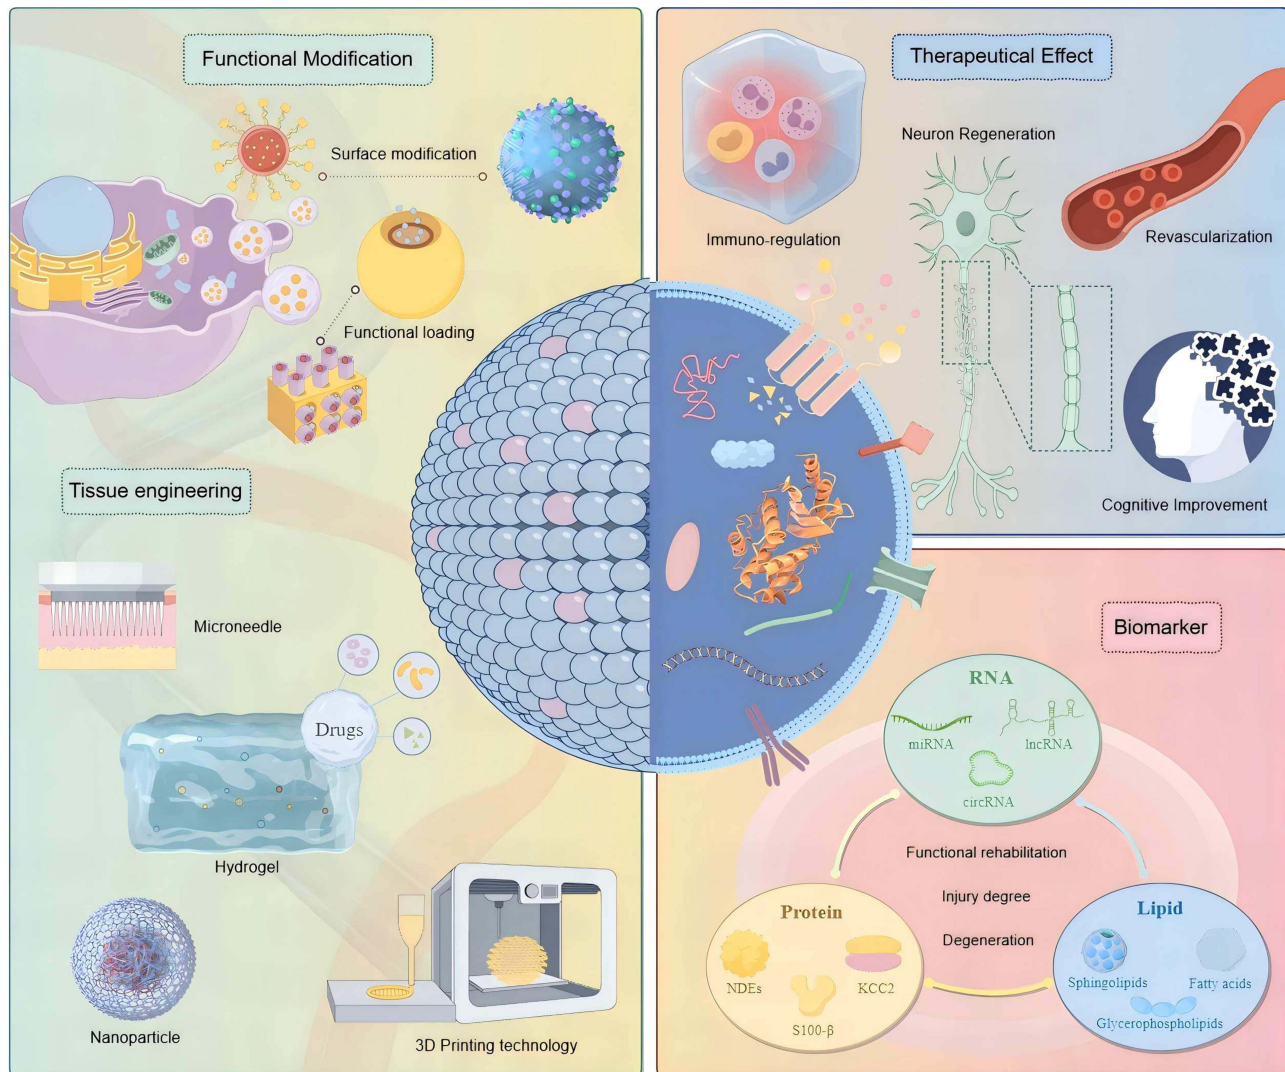 Functional Modification
Surface modification
Functional loading
Tissue engineering
Microneedle
Drugs
Hydrogel
Nanoparticle
3D Printing technology
Therapeutical Effect
Neuron Regeneration
Immuno-regulation
Revascularization
Cognitive Improvement
Biomarker
RNA
miRNA
lncRNA
circRNA
Functional rehabilitation
Injury degree
Degeneration
Protein
NDEs
KCC2
S100-β
Lipid
Sphingolipids
Fatty acids
Glycerophospholipids